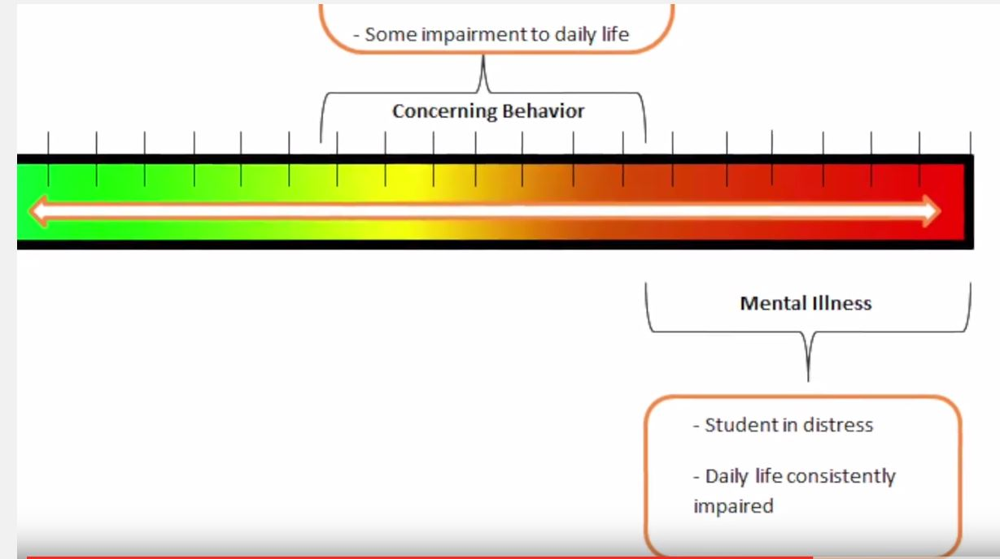 - Some impairment to daily life
Concerning Behavior
Mental Illness
- Student in distress
- Daily life consistently
impaired